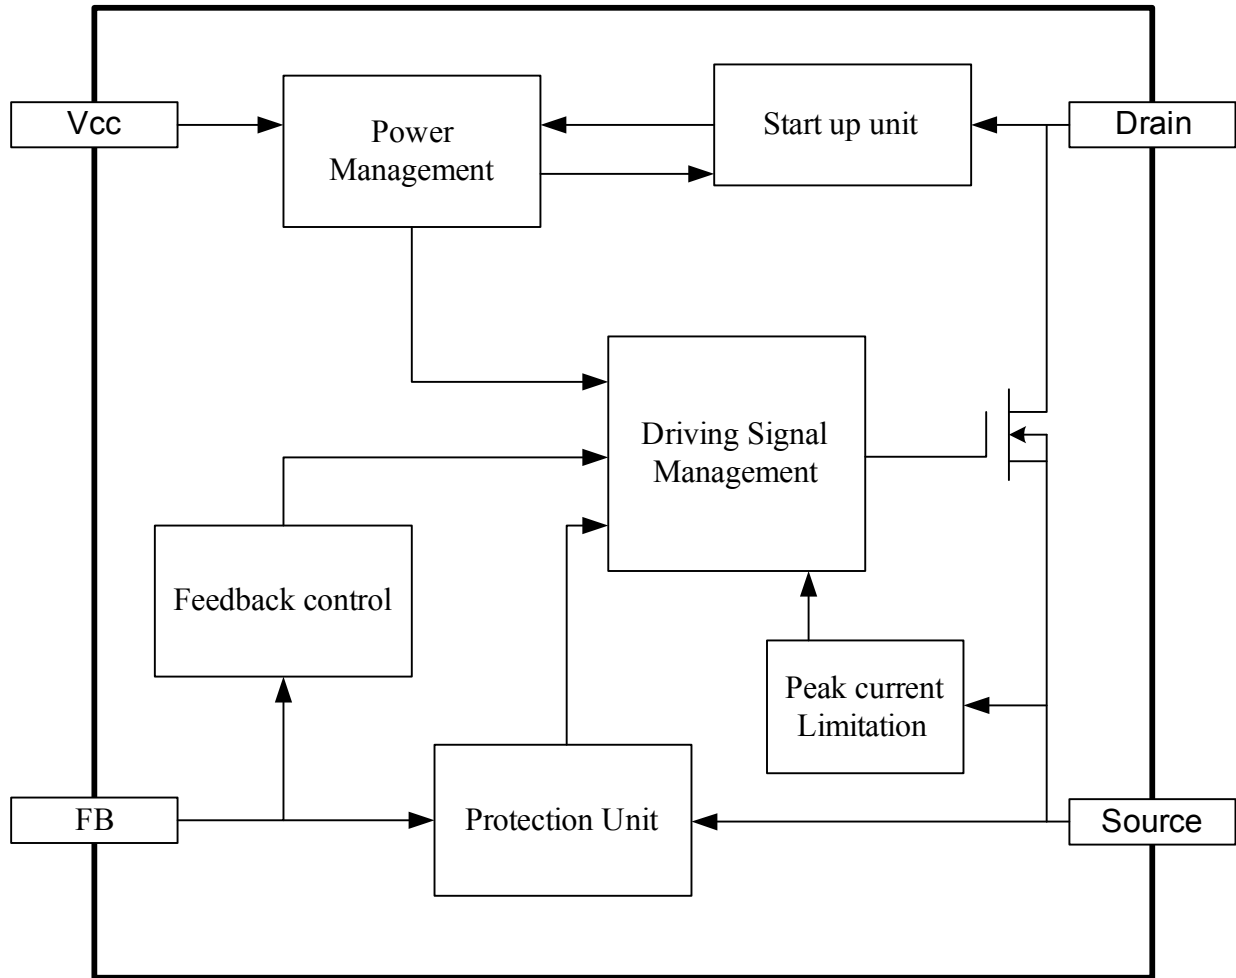 Vcc
Power
Management
Start up unit
Drain
Driving Signal
Management
Feedback control
Peak current
Limitation
FB
Protection Unit
Source